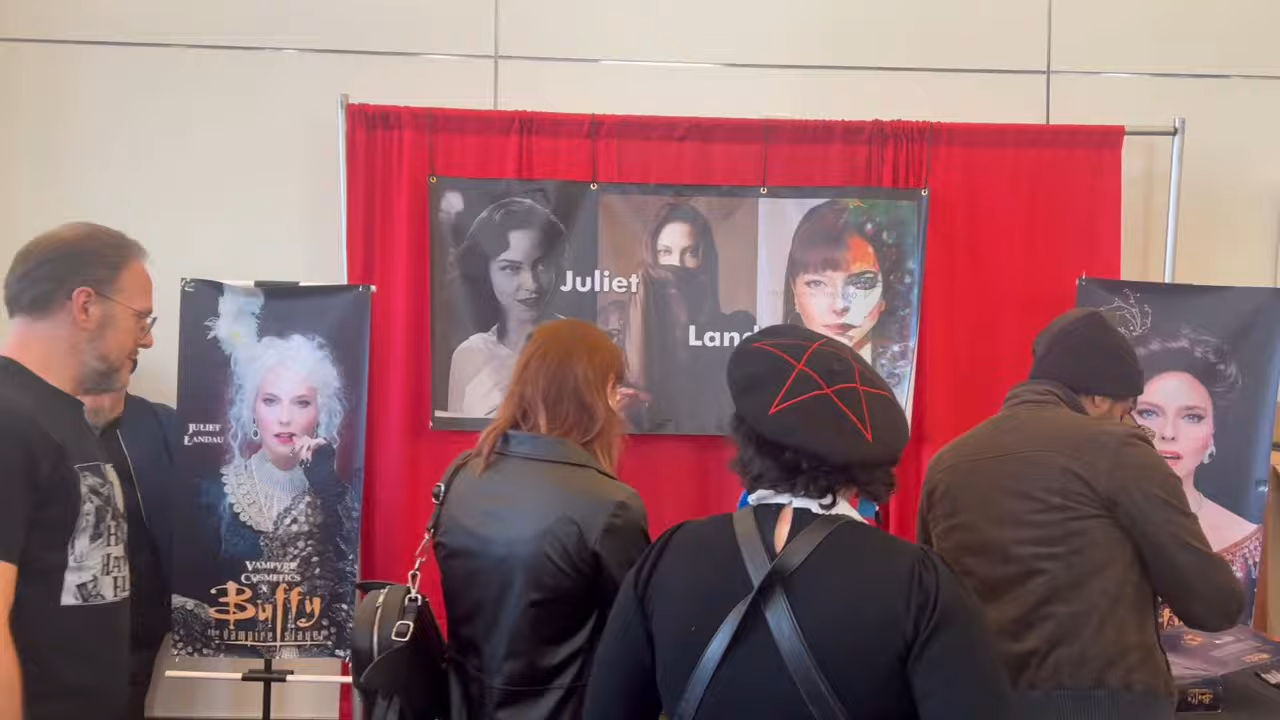 Juliet
Land
JULIET
LANDAU
VAMPYRE
COSMETICS
X
Buffy
the vampire slayer